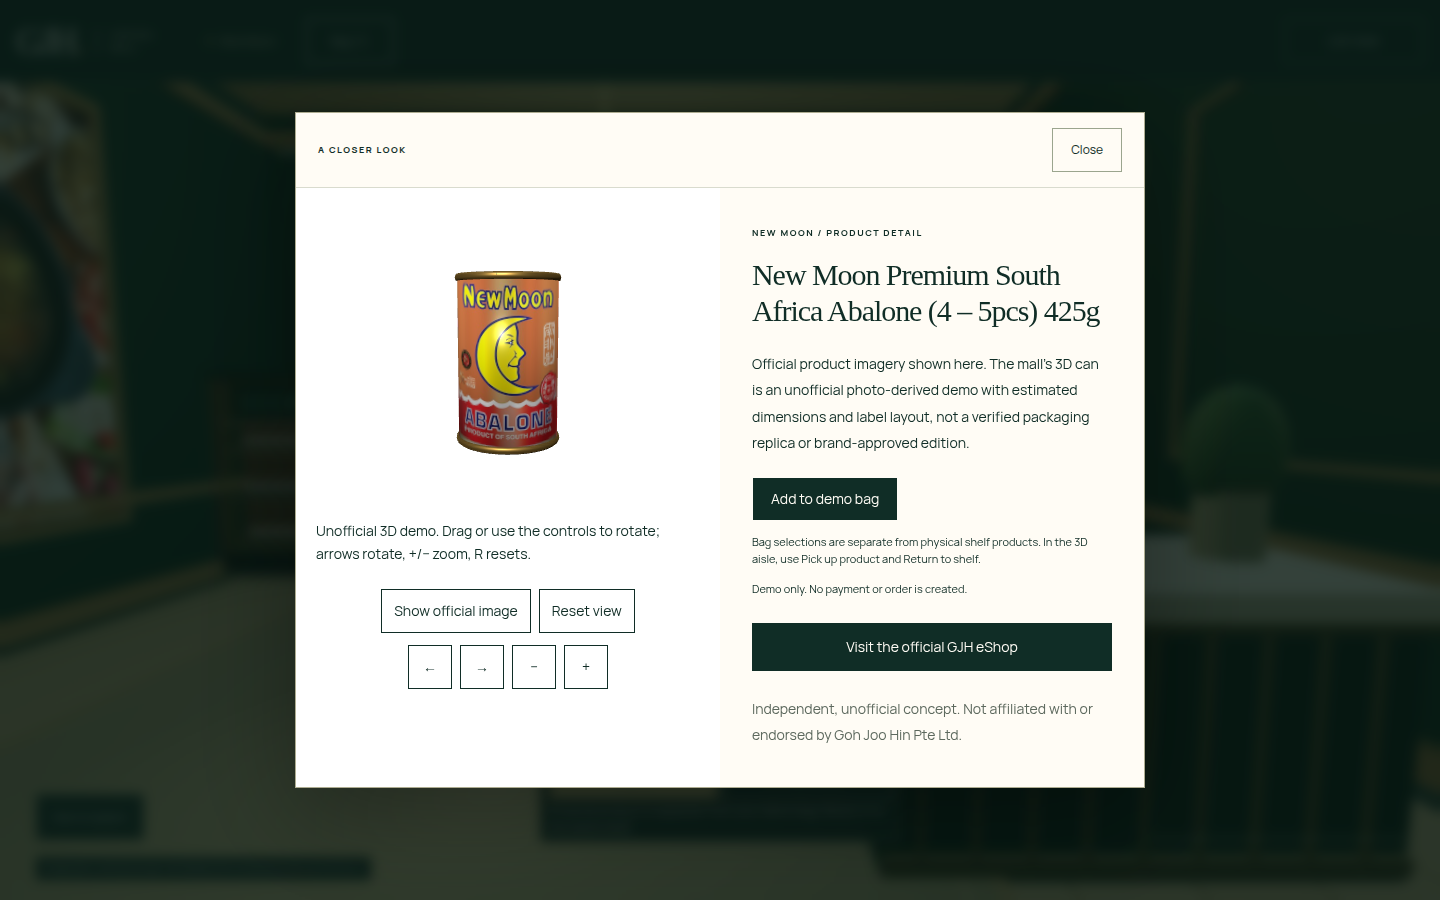 A CLOSER LOOK
Close
NewMoon
ABALONE
PRODUCT OF SOUTH AFRICA
Unofficial 3D demo. Drag or use the controls to rotate;
arrows rotate, +/− zoom, R resets.
Show official image
Reset view
←
→
−
+
NEW MOON / PRODUCT DETAIL
New Moon Premium South
Africa Abalone (4 – 5pcs) 425g
Official product imagery shown here. The mall's 3D can
is an unofficial photo-derived demo with estimated
dimensions and label layout, not a verified packaging
replica or brand-approved edition.
Add to demo bag
Bag selections are separate from physical shelf products. In the 3D
aisle, use Pick up product and Return to shelf.
Demo only. No payment or order is created.
Visit the official GJH eShop
Independent, unofficial concept. Not affiliated with or
endorsed by Goh Joo Hin Pte Ltd.